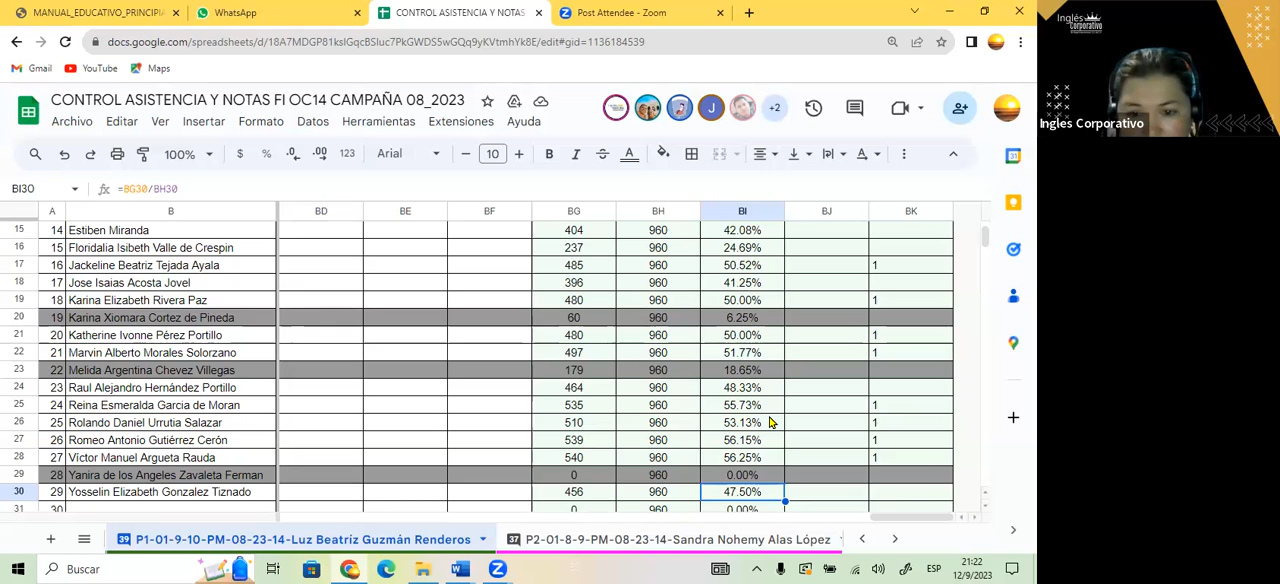 MANUAL_EDUCATIVO_PRINCIPIA
WhatsApp
CONTROL ASISTENCIA Y NOTAS
Post Attendee - Zoom
docs.google.com/spreadsheets/d/18A7MDGP81kslGqcBSluc7PkGWDS5wGQq9yKVtmhYk8E/edit#gid=1136184539
Gmail YouTube Maps
CONTROL ASISTENCIA Y NOTAS FI OC14 CAMPAÑA 08_2023
J +2
Archivo Editar Ver Insertar Formato Datos Herramientas Extensiones Ayuda
100% $ % .0 .00 123 Arial − 10 + B I A
BI30 fx =BG30/BH30
A B BD BE BF BG BH BI BJ BK
15 14 Estiben Miranda 404 960 42.08%
16 15 Floridalia Isibeth Valle de Crespin 237 960 24.69%
17 16 Jackeline Beatriz Tejada Ayala 485 960 50.52% 1
18 17 Jose Isaias Acosta Jovel 396 960 41.25%
19 18 Karina Elizabeth Rivera Paz 480 960 50.00% 1
20 19 Karina Xiomara Cortez de Pineda 60 960 6.25%
21 20 Katherine Ivonne Pérez Portillo 480 960 50.00% 1
22 21 Marvin Alberto Morales Solorzano 497 960 51.77% 1
23 22 Melida Argentina Chevez Villegas 179 960 18.65%
24 23 Raul Alejandro Hernández Portillo 464 960 48.33%
25 24 Reina Esmeralda Garcia de Moran 535 960 55.73% 1
26 25 Rolando Daniel Urrutia Salazar 510 960 53.13% 1
27 26 Romeo Antonio Gutiérrez Cerón 539 960 56.15% 1
28 27 Víctor Manuel Argueta Rauda 540 960 56.25% 1
29 28 Yanira de los Angeles Zavaleta Ferman 0 960 0.00%
30 29 Yosselin Elizabeth Gonzalez Tiznado 456 960 47.50%
31 30 0 960 0.00%
39 P1-01-9-10-PM-08-23-14-Luz Beatriz Guzmán Renderos
37 P2-01-8-9-PM-08-23-14-Sandra Nohemy Alas López
Buscar
ESP
21:22
12/9/2023
Inglés
Corporativo
Ingles Corporativo